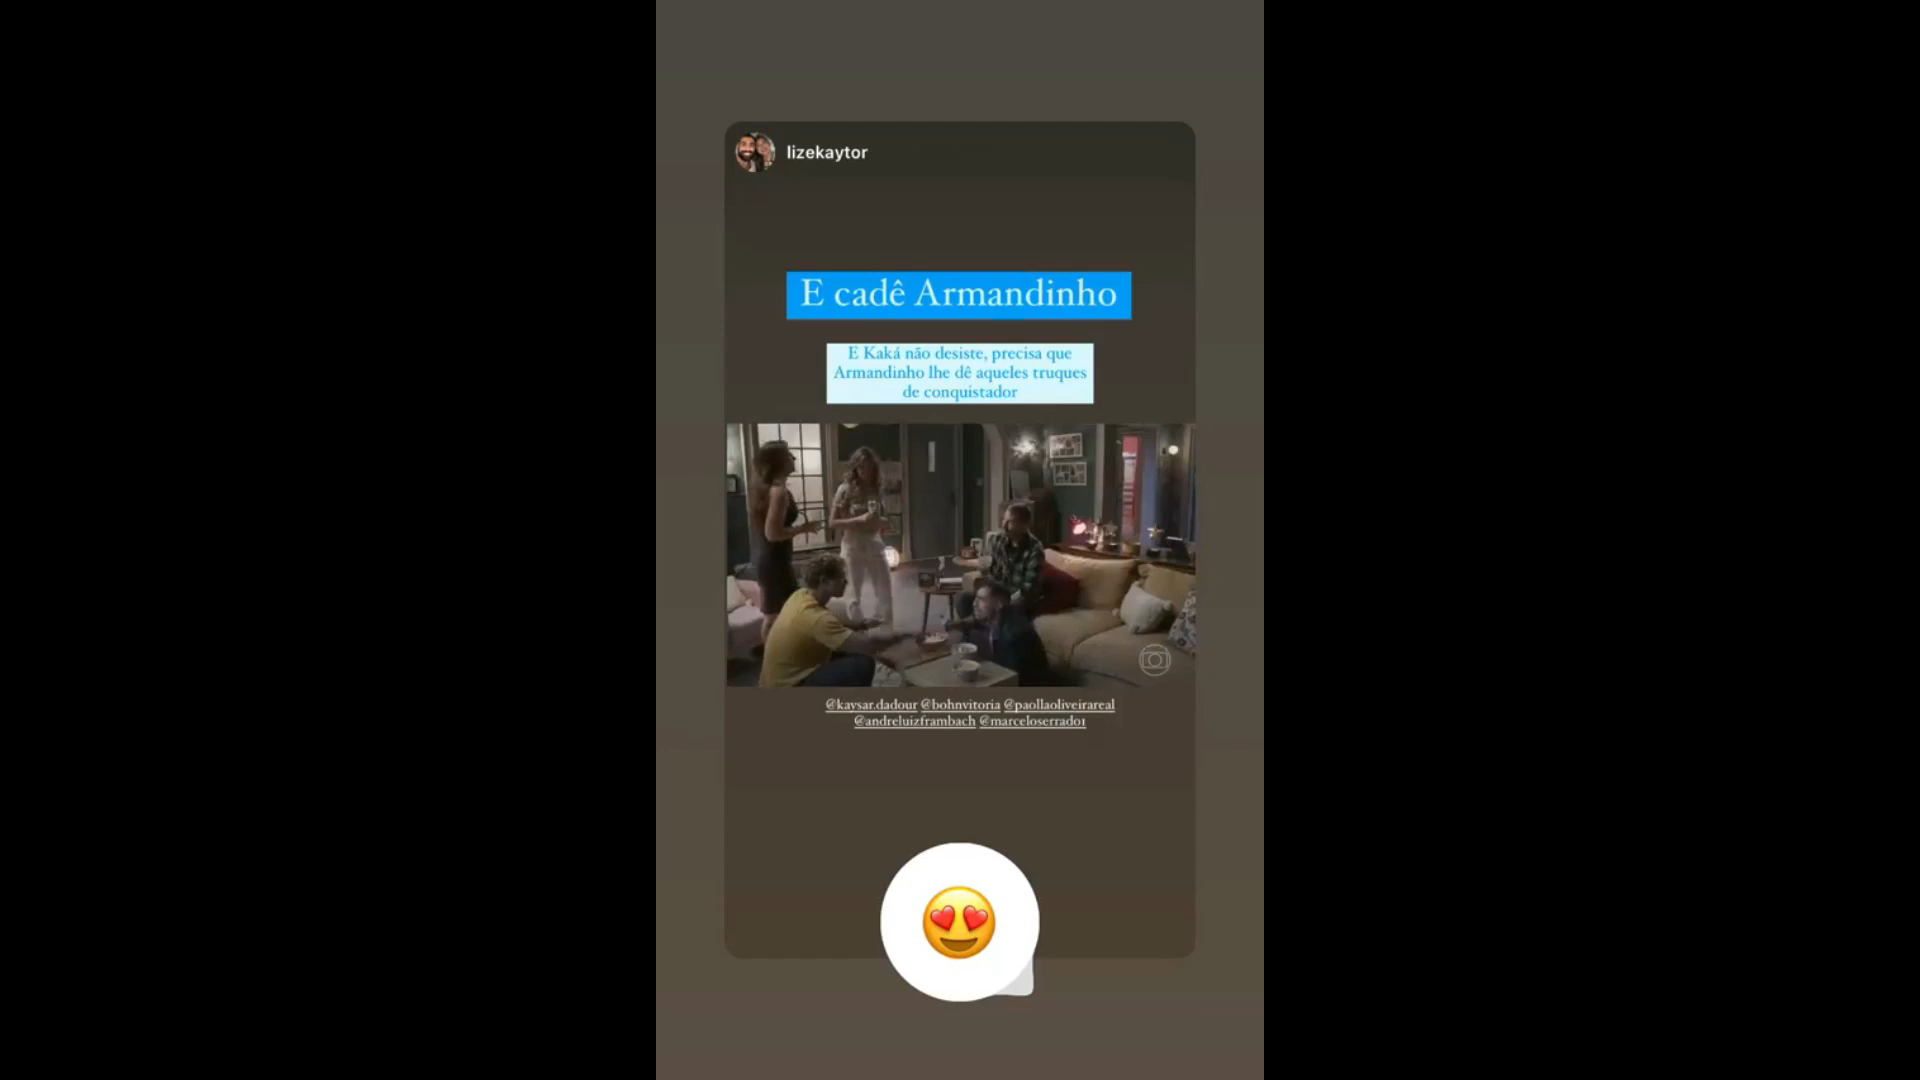 lizekaytor
E cadê Armandinho
E Kaká não desiste, precisa que
Armandinho lhe dê aqueles truques
de conquistador
@kaysar.dadour @bohnvitoria @paollaoliveirareal
@andreluizframbach @marceloserrado1